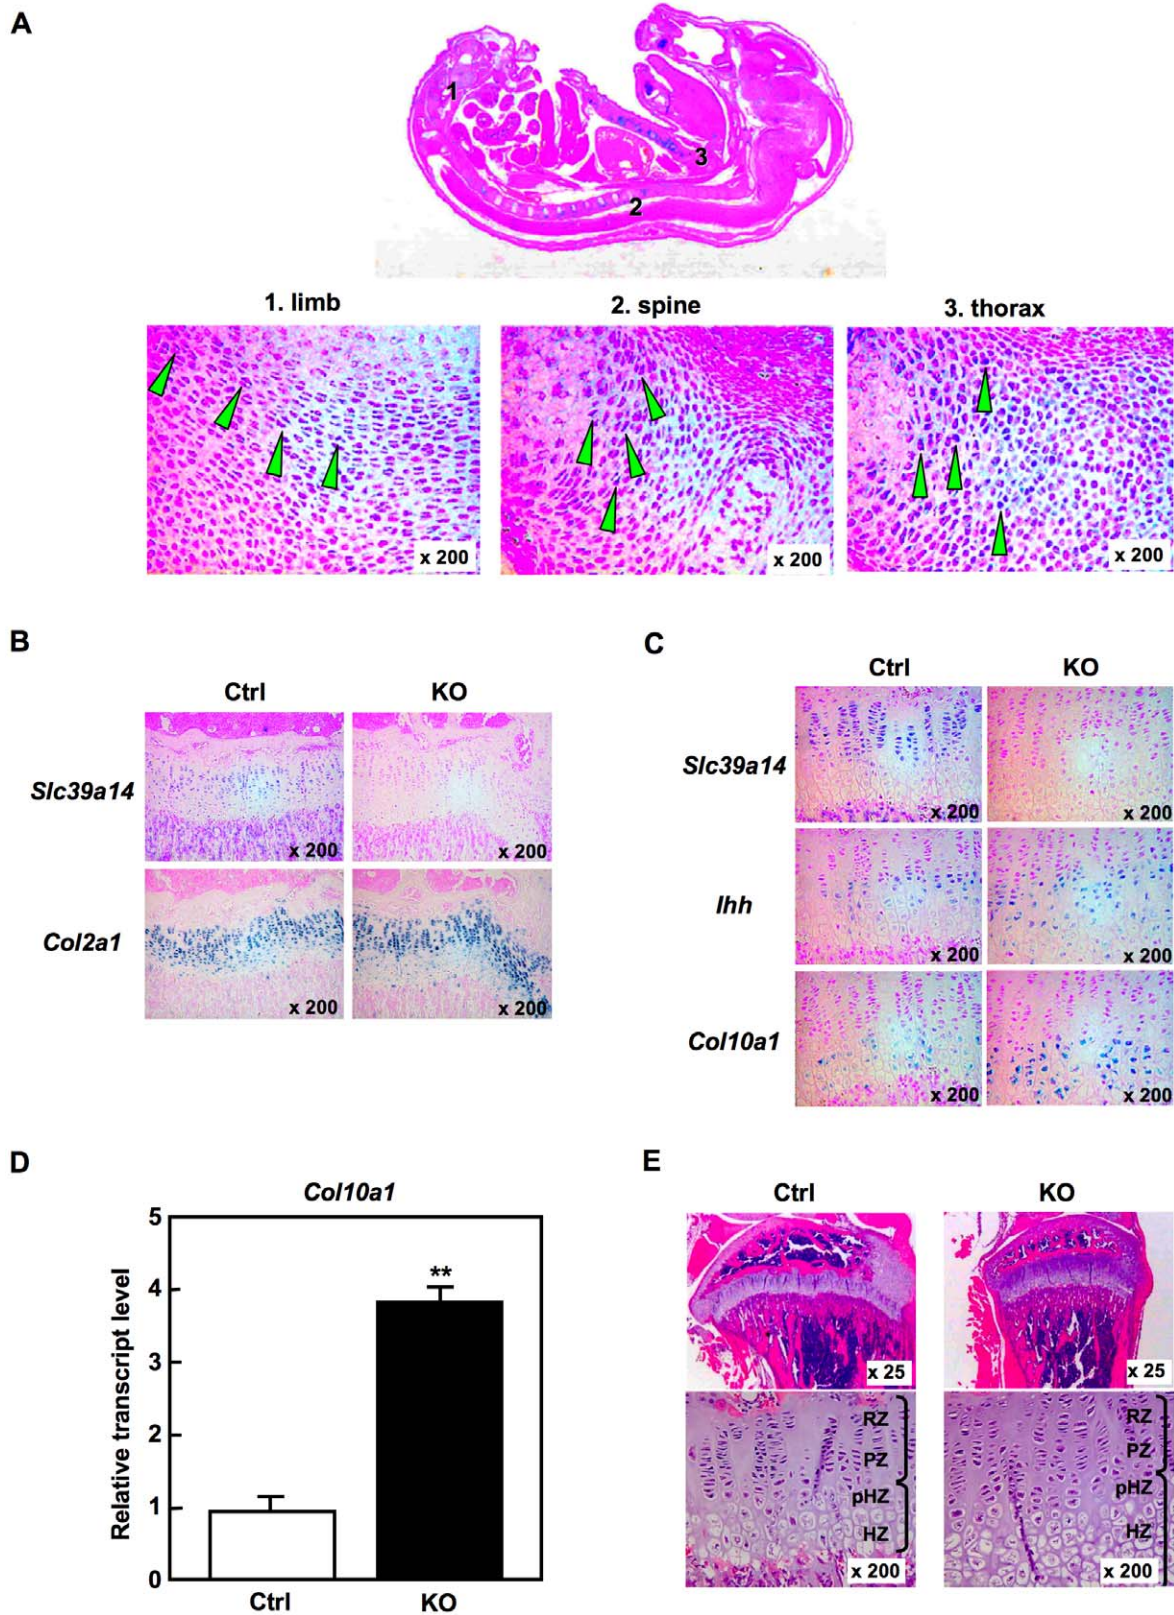 A
1
2
3
1. limb
2. spine
3. thorax
x 200
x 200
x 200
B
Ctrl
KO
Slc39a14
x 200
x 200
Col2a1
x 200
x 200
C
Ctrl
KO
Slc39a14
x 200
x 200
Ihh
x 200
x 200
Col10a1
x 200
x 200
D
Col10a1
Relative transcript level
5
4
3
2
1
0
**
Ctrl
KO
E
Ctrl
KO
x 25
x 25
RZ
PZ
pHZ
HZ
x 200
RZ
PZ
pHZ
HZ
x 200